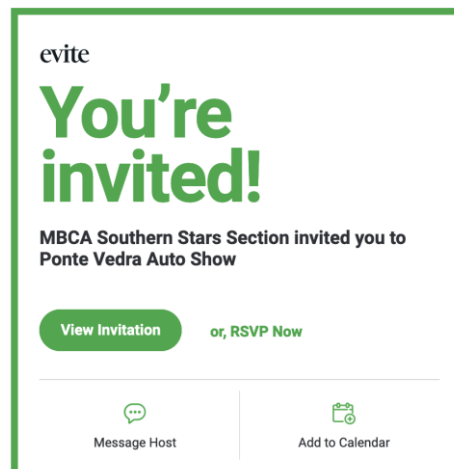 evite
You’re
invited!
MBCA Southern Stars Section invited you to
Ponte Vedra Auto Show
View Invitation
or, RSVP Now
Message Host
Add to Calendar